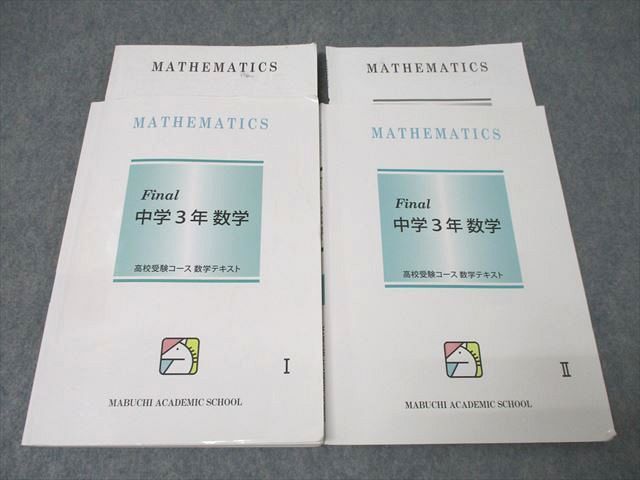 MATHEMATICS
MATHEMATICS
MATHEMATICS
Final
中学3年 数学
高校受験コース 数学テキスト
I
MABUCHI ACADEMIC SCHOOL
MATHEMATICS
Final
中学3年 数学
高校受験コース 数学テキスト
II
MABUCHI ACADEMIC SCHOOL